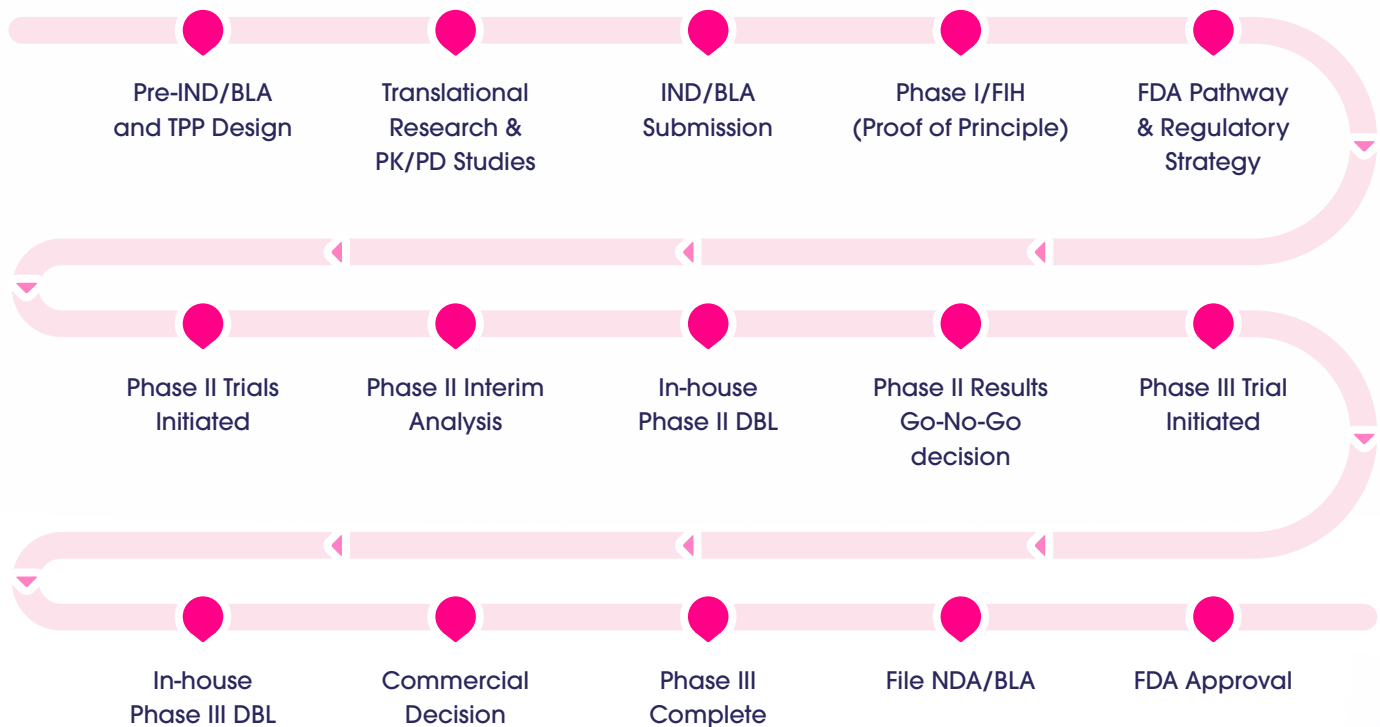 Pre-IND/BLA
and TPP Design
Translational
Research &
PK/PD Studies
IND/BLA
Submission
Phase I/FIH
(Proof of Principle)
FDA Pathway
& Regulatory
Strategy
Phase II Trials
Initiated
Phase II Interim
Analysis
In-house
Phase II DBL
Phase II Results
Go-No-Go
decision
Phase III Trial
Initiated
In-house
Phase III DBL
Commercial
Decision
Phase III
Complete
File NDA/BLA
FDA Approval